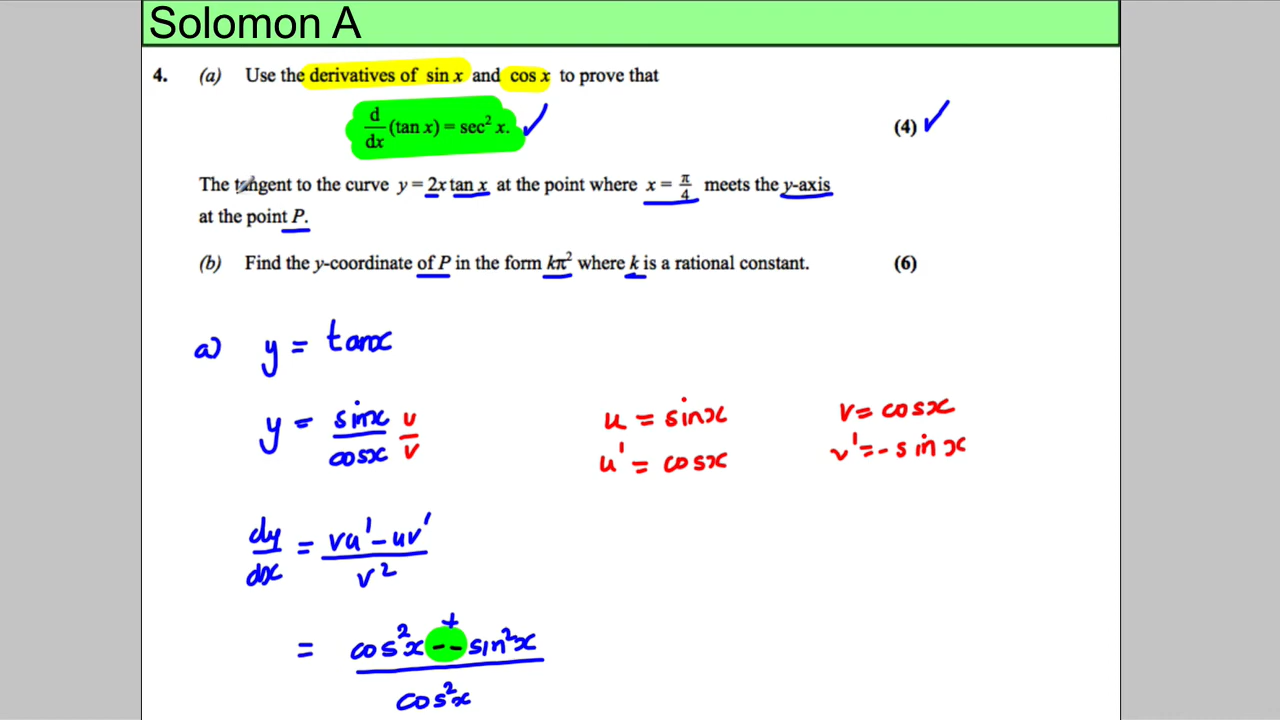 Solomon A
4. (a) Use the derivatives of sin x and cos x to prove that
d/dx (tan x) = sec² x. ✓ (4) ✓
The tangent to the curve y = 2x tan x at the point where x = π/4 meets the y-axis
at the point P.
(b) Find the y-coordinate of P in the form kπ² where k is a rational constant. (6)
a) y = tanx
y = sinx/cosx u/v u = sinx v = cosx
u' = cosx v' = -sinx
dy/dx = vu' - uv' / v²
= cos²x -- sin²x / cos²x
+